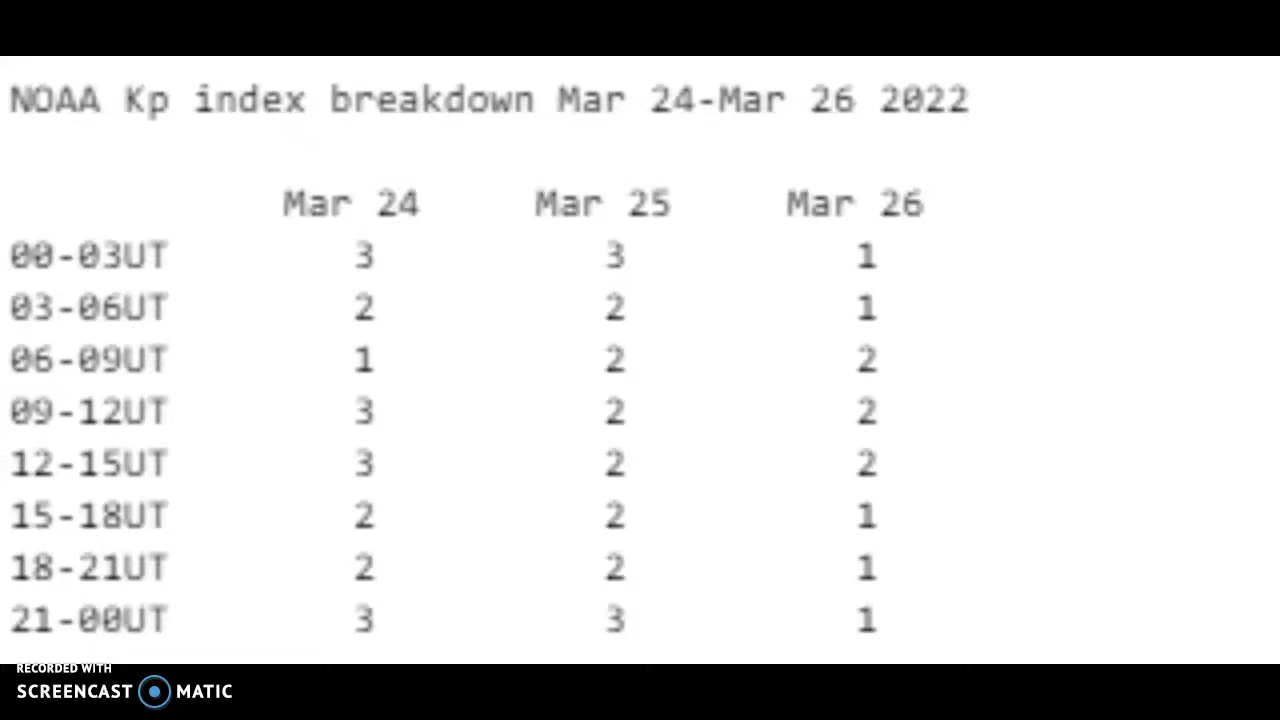 NOAA Kp index breakdown Mar 24-Mar 26 2022
Mar 24 Mar 25 Mar 26
00-03UT 3 3 1
03-06UT 2 2 1
06-09UT 1 2 2
09-12UT 3 2 2
12-15UT 3 2 2
15-18UT 2 2 1
18-21UT 2 2 1
21-00UT 3 3 1
RECORDED WITH
SCREENCAST MATIC